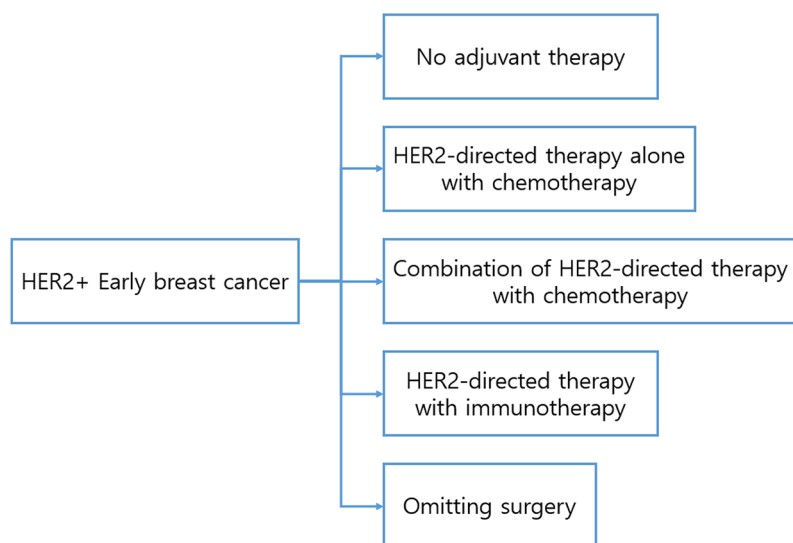 No adjuvant therapy
HER2-directed therapy alone
with chemotherapy
HER2+ Early breast cancer
Combination of HER2-directed therapy
with chemotherapy
HER2-directed therapy
with immunotherapy
Omitting surgery